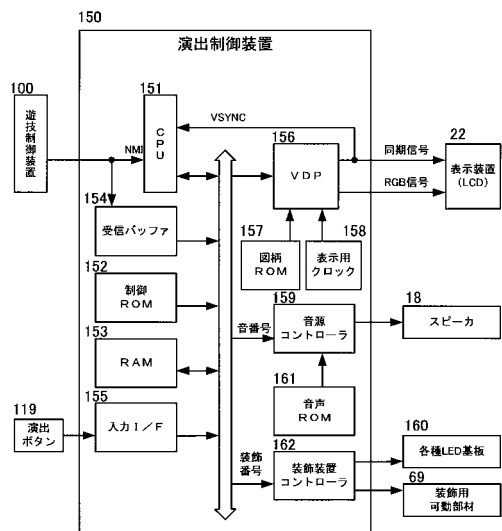 150
演出制御装置
100
遊技制御装置
NMI
151
CPU
VSYNC
156
VDP
同期信号
RGB信号
22
表示装置
(LCD)
154
受信バッファ
157
図柄
ROM
表示用
クロック
158
152
制御
ROM
159
音番号
音源
コントローラ
18
スピーカ
153
RAM
161
音声
ROM
119
演出
ボタン
155
入力I/F
装飾
番号
162
装飾装置
コントローラ
160
各種LED基板
69
装飾用
可動部材